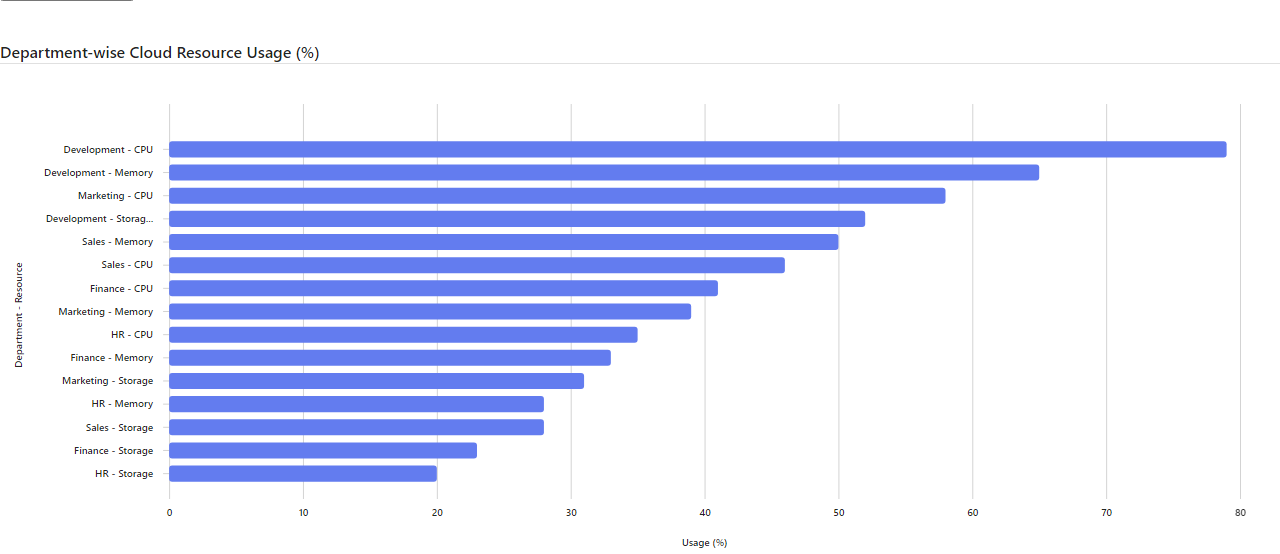 Department-wise Cloud Resource Usage (%)
Development - CPU
Development - Memory
Marketing - CPU
Development - Storag...
Sales - Memory
Sales - CPU
Finance - CPU
Marketing - Memory
HR - CPU
Finance - Memory
Marketing - Storage
HR - Memory
Sales - Storage
Finance - Storage
HR - Storage
Department - Resource
0 10 20 30 40 50 60 70 80
Usage (%)